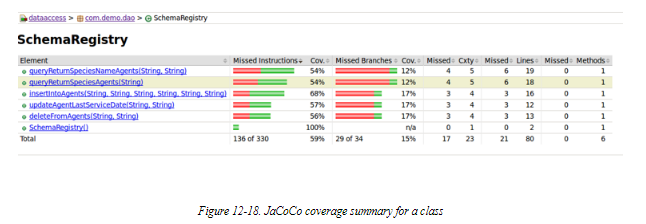 dataaccess > com.demo.dao > SchemaRegistry
SchemaRegistry
Element Missed Instructions Cov. Missed Branches Cov. Missed Cxty Missed Lines Missed Methods
queryReturnSpeciesNameAgents(String, String) 54% 12% 4 5 6 19 0 1
queryReturnSpeciesAgents(String) 54% 12% 4 5 6 18 0 1
insertIntoAgents(String, String, String, String, String, String) 68% 17% 3 4 3 16 0 1
updateAgentLastServiceDate(String, String) 57% 17% 3 4 3 12 0 1
deleteFromAgents(String, String) 56% 17% 3 4 3 13 0 1
SchemaRegistry() 100% n/a 0 1 0 2 0 1
Total 136 of 330 59% 29 of 34 15% 17 23 21 80 0 6
Figure 12-18. JaCoCo coverage summary for a class